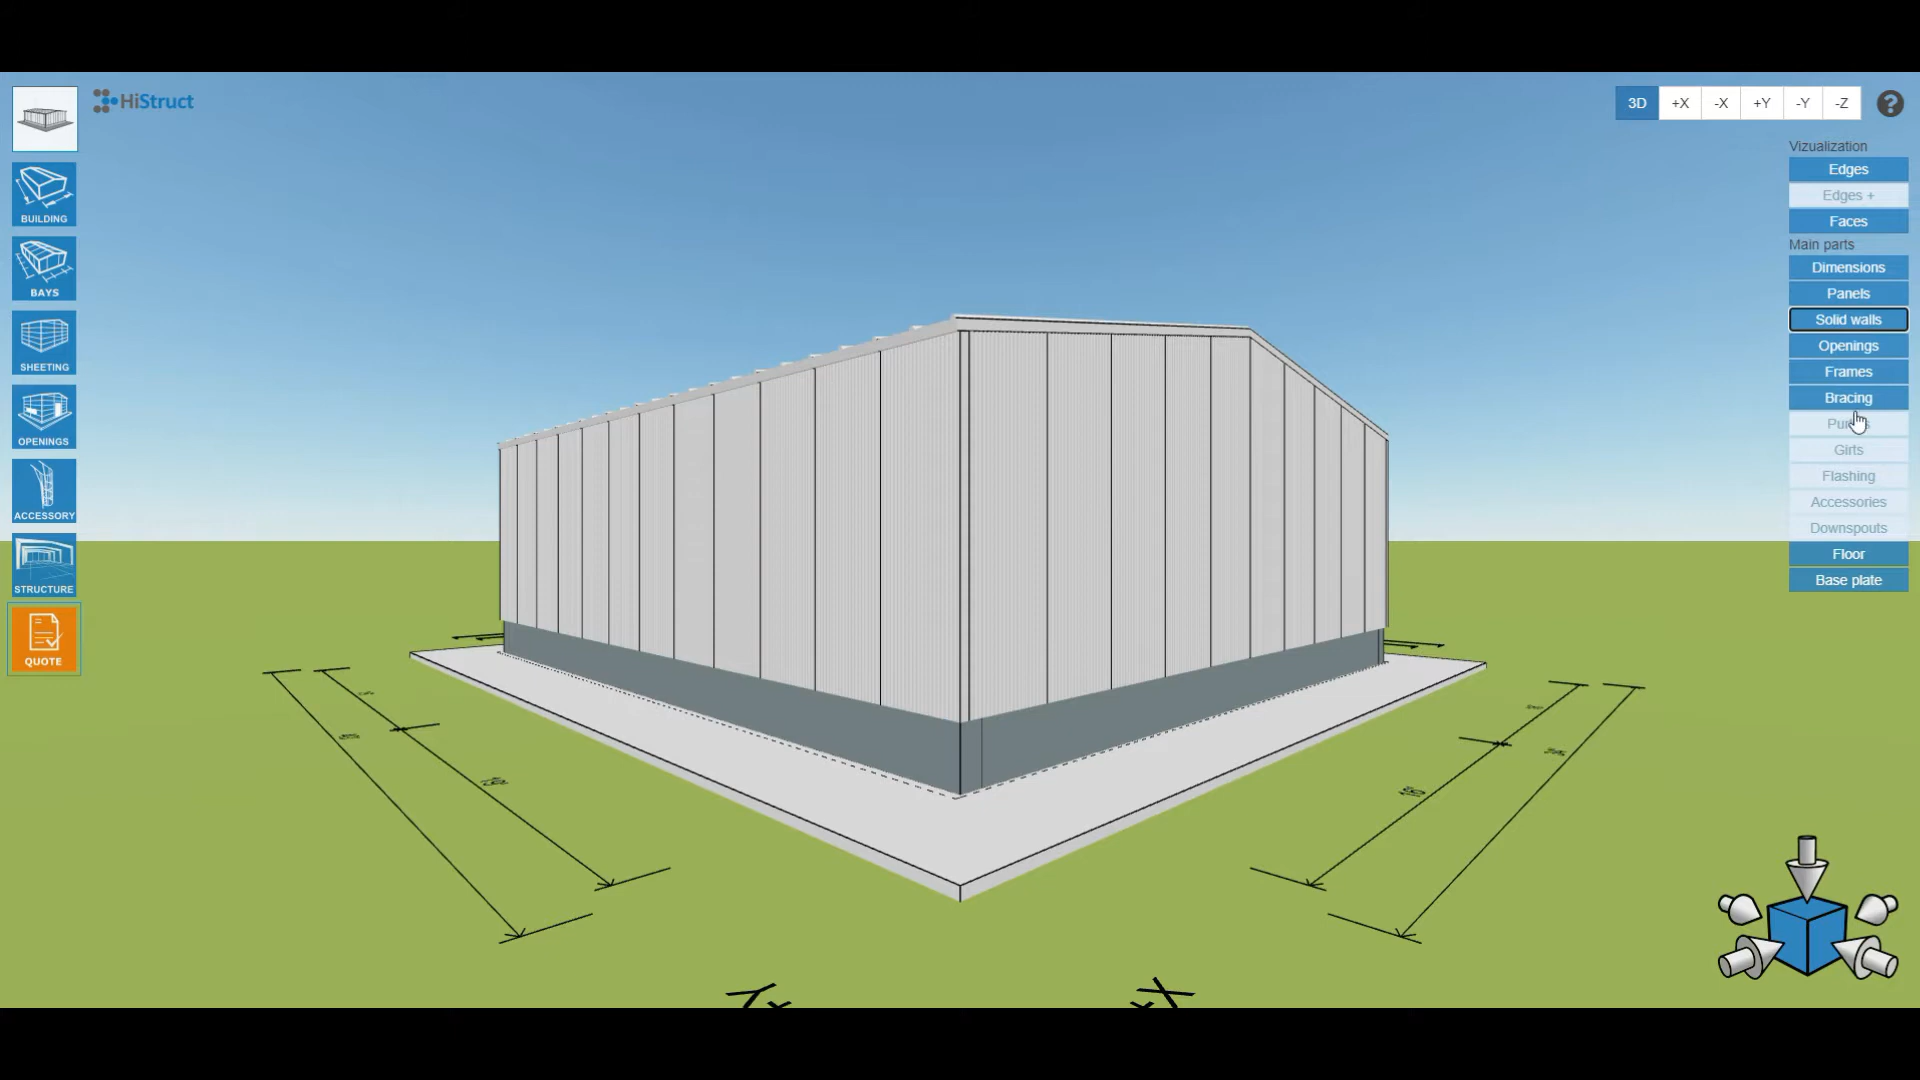 HiStruct
3D
+X
-X
+Y
-Y
-Z
?
Vizualization
Edges
Edges +
Faces
Main parts
Dimensions
Panels
Solid walls
Openings
Frames
Bracing
Girts
Flashing
Accessories
Downspouts
Floor
Base plate
BUILDING
BAYS
SHEETING
OPENINGS
ACCESSORY
STRUCTURE
QUOTE